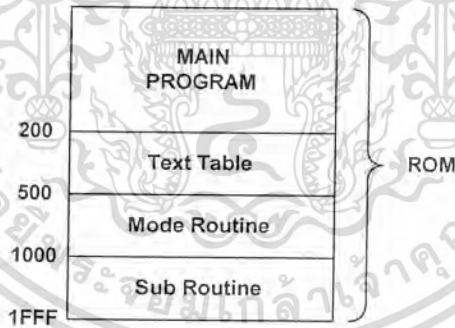 MAIN
PROGRAM
200
Text Table
ROM
500
Mode Routine
1000
Sub Routine
1FFF